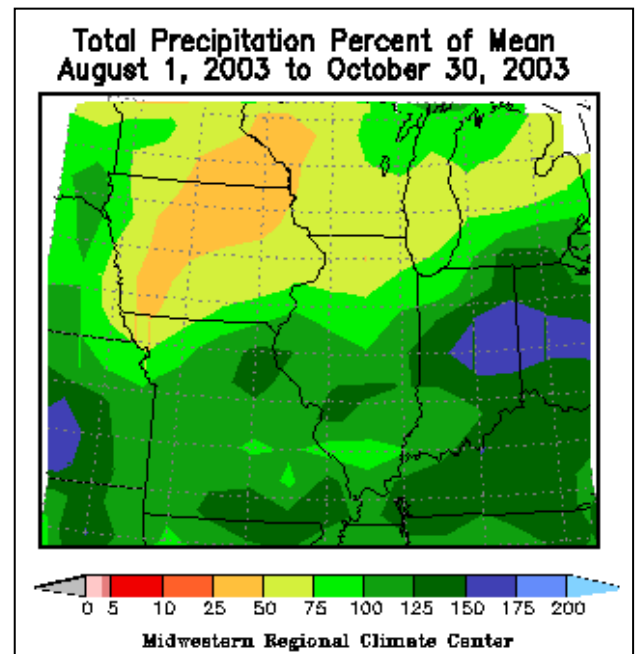 Total Precipitation Percent of Mean
August 1, 2003 to October 30, 2003
0 5 10 25 50 75 100 125 150 175 200
Midwestern Regional Climate Center